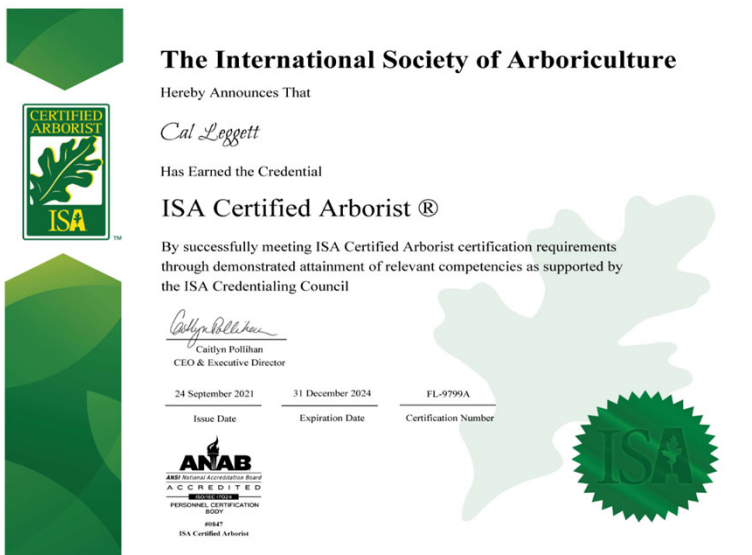 The International Society of Arboriculture
Hereby Announces That
Cal Leggett
Has Earned the Credential
ISA Certified Arborist ®
By successfully meeting ISA Certified Arborist certification requirements
through demonstrated attainment of relevant competencies as supported by
the ISA Credentialing Council
CERTIFIED
ARBORIST
ISA
TM
Caitlyn Pollihan
Caitlyn Pollihan
CEO & Executive Director
24 September 2021
Issue Date
31 December 2024
Expiration Date
FL-9799A
Certification Number
ANAB
ANSI National Accreditation Board
ACCREDITED
ISO/IEC 17024
PERSONNEL CERTIFICATION
BODY
#0847
ISA Certified Arborist
ISA